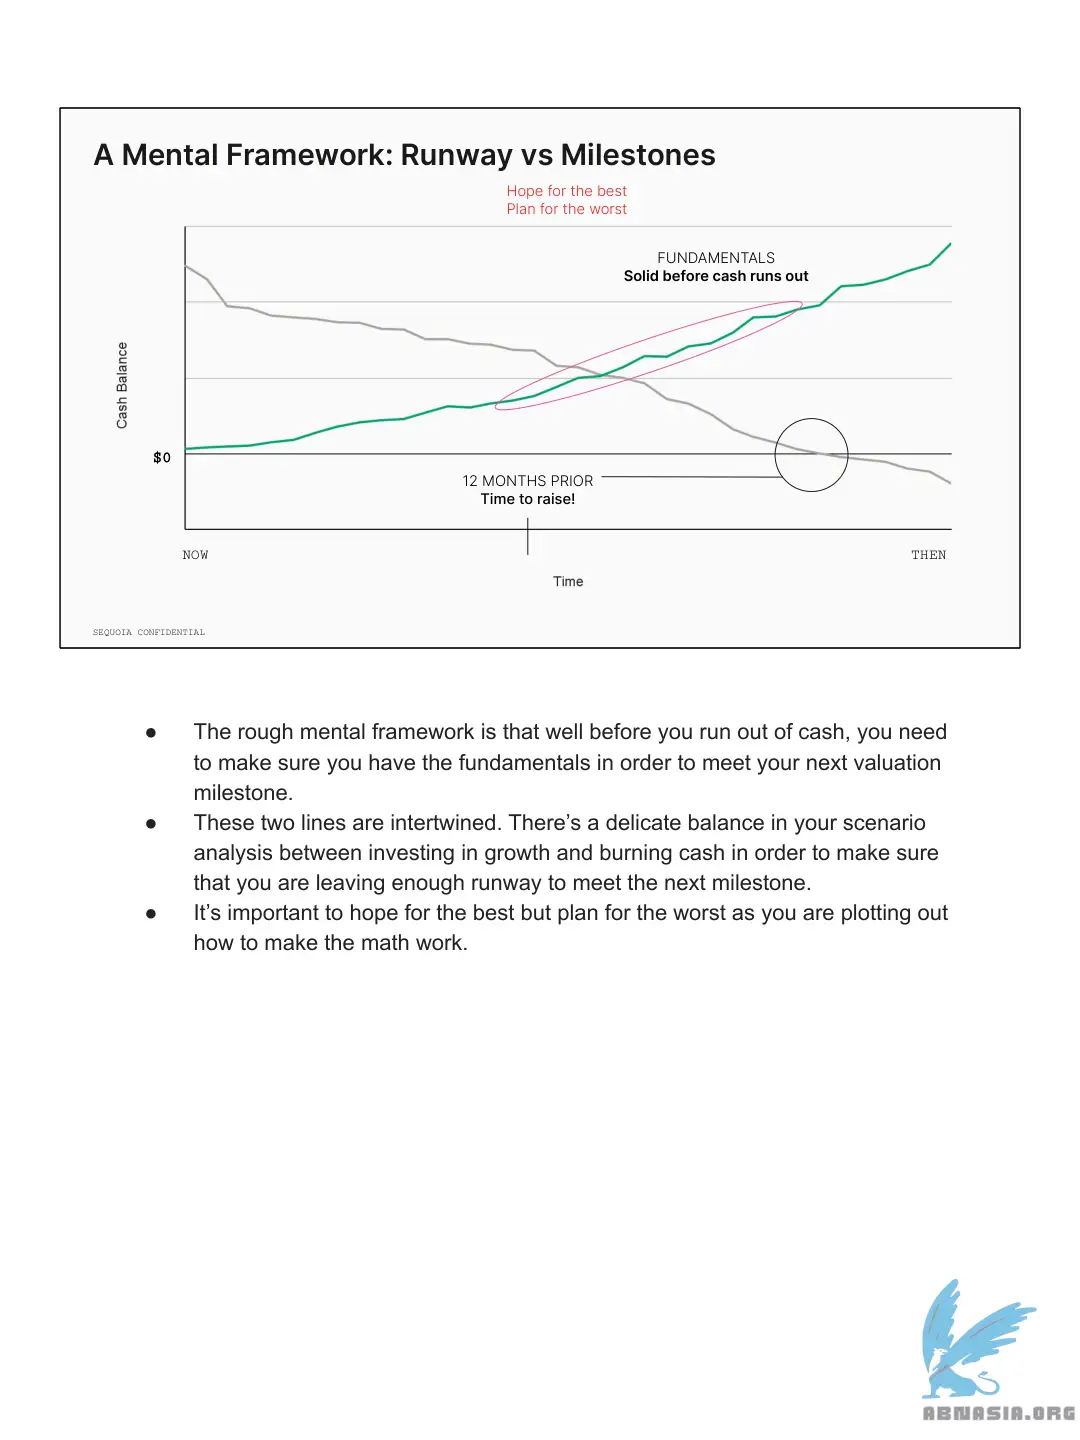 A Mental Framework: Runway vs Milestones
Hope for the best
Plan for the worst
FUNDAMENTALS
Solid before cash runs out
Cash Balance
$0
12 MONTHS PRIOR
Time to raise!
NOW
THEN
Time
SEQUOIA CONFIDENTIAL
● The rough mental framework is that well before you run out of cash, you need
to make sure you have the fundamentals in order to meet your next valuation
milestone.
● These two lines are intertwined. There’s a delicate balance in your scenario
analysis between investing in growth and burning cash in order to make sure
that you are leaving enough runway to meet the next milestone.
● It’s important to hope for the best but plan for the worst as you are plotting out
how to make the math work.
ABNASIA.ORG